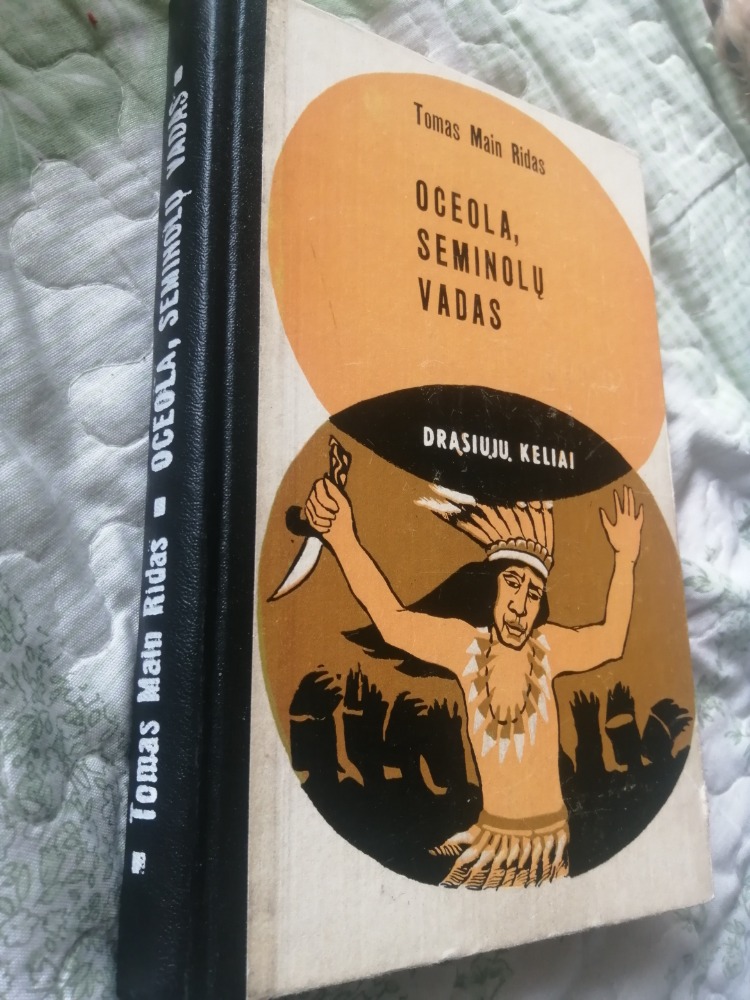 Tomas Main Ridas
OCEOLA,
SEMINOLŲ
VADAS
DRĄSIŲJŲ KELIAI
Tomas Main Ridas ▪ OCEOLA, SEMINOLŲ VADAS